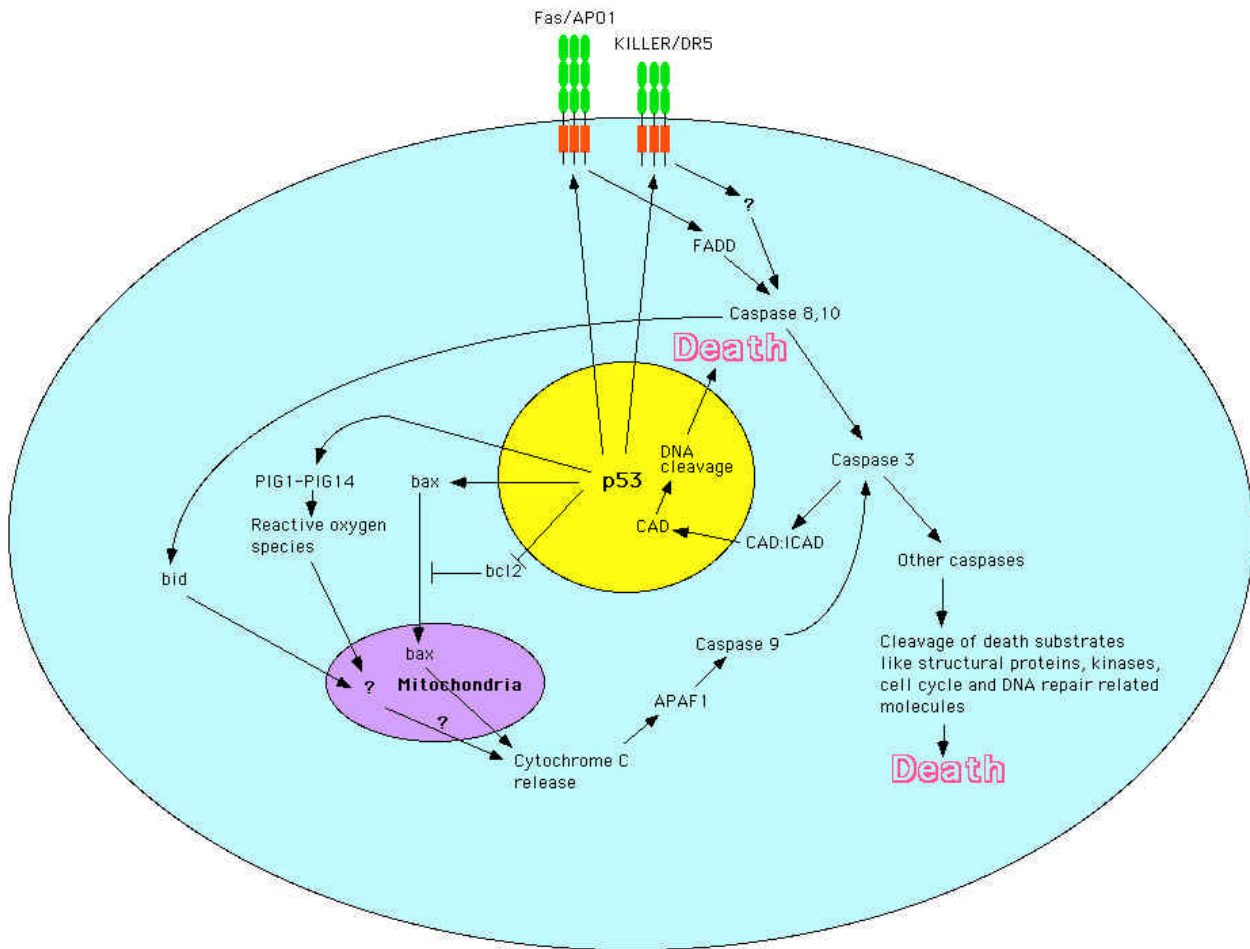 Fas/APO1
KILLER/DR5
?
FADD
Caspase 8,10
Death
DNA
cleavage
p53
CAD
CAD:ICAD
Caspase 3
PIG1-PIG14
bax
Reactive oxygen
species
bcl2
bid
Other caspases
bax
? Mitochondria
?
Caspase 9
APAF1
Cytochrome C
release
Cleavage of death substrates
like structural proteins, kinases,
cell cycle and DNA repair related
molecules
Death